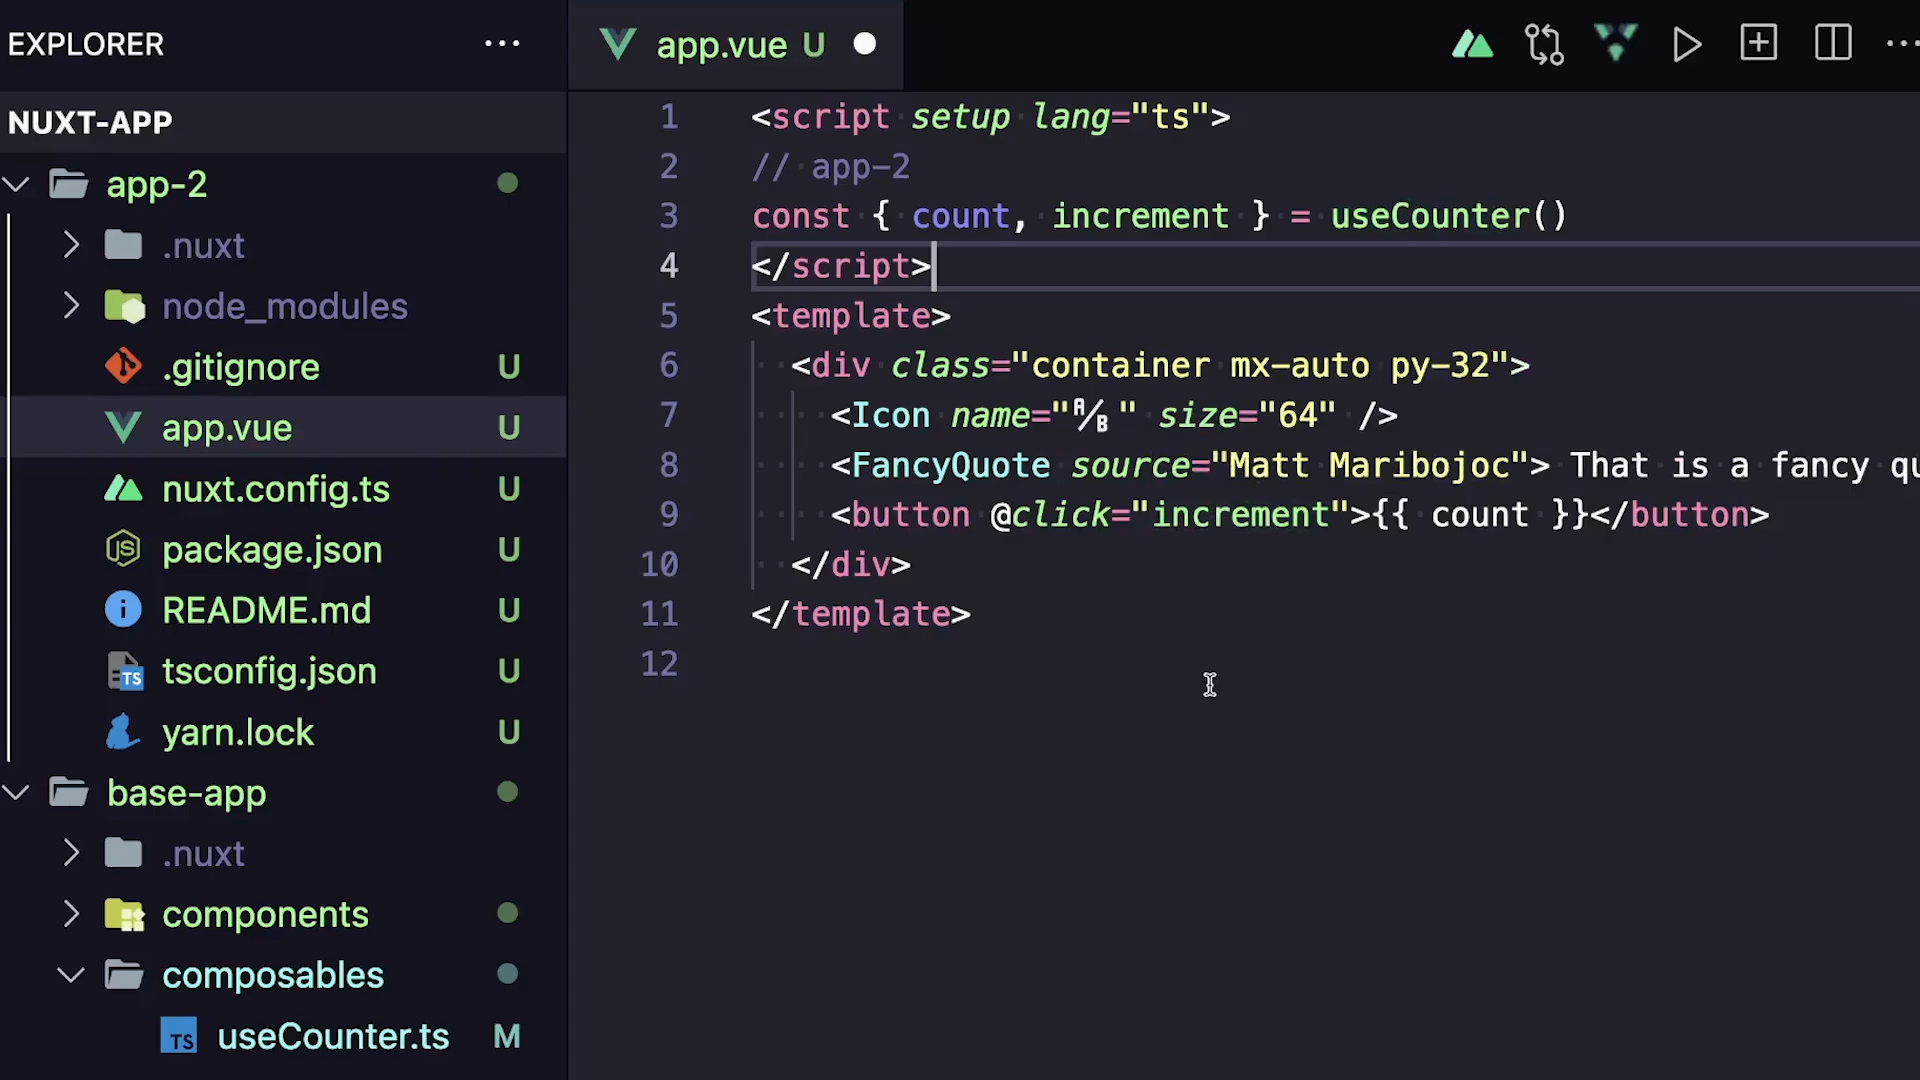 EXPLORER
NUXT-APP
app-2
.nuxt
node_modules
.gitignore U
app.vue U
nuxt.config.ts U
package.json U
README.md U
tsconfig.json U
yarn.lock U
base-app
.nuxt
components
composables
useCounter.ts M
app.vue U
1 <script setup lang="ts">
2 // app-2
3 const { count, increment } = useCounter()
4 </script>
5 <template>
6 <div class="container mx-auto py-32">
7 <Icon name="A/B " size="64" />
8 <FancyQuote source="Matt Maribojoc"> That is a fancy
9 <button @click="increment">{{ count }}</button>
10 </div>
11 </template>
12